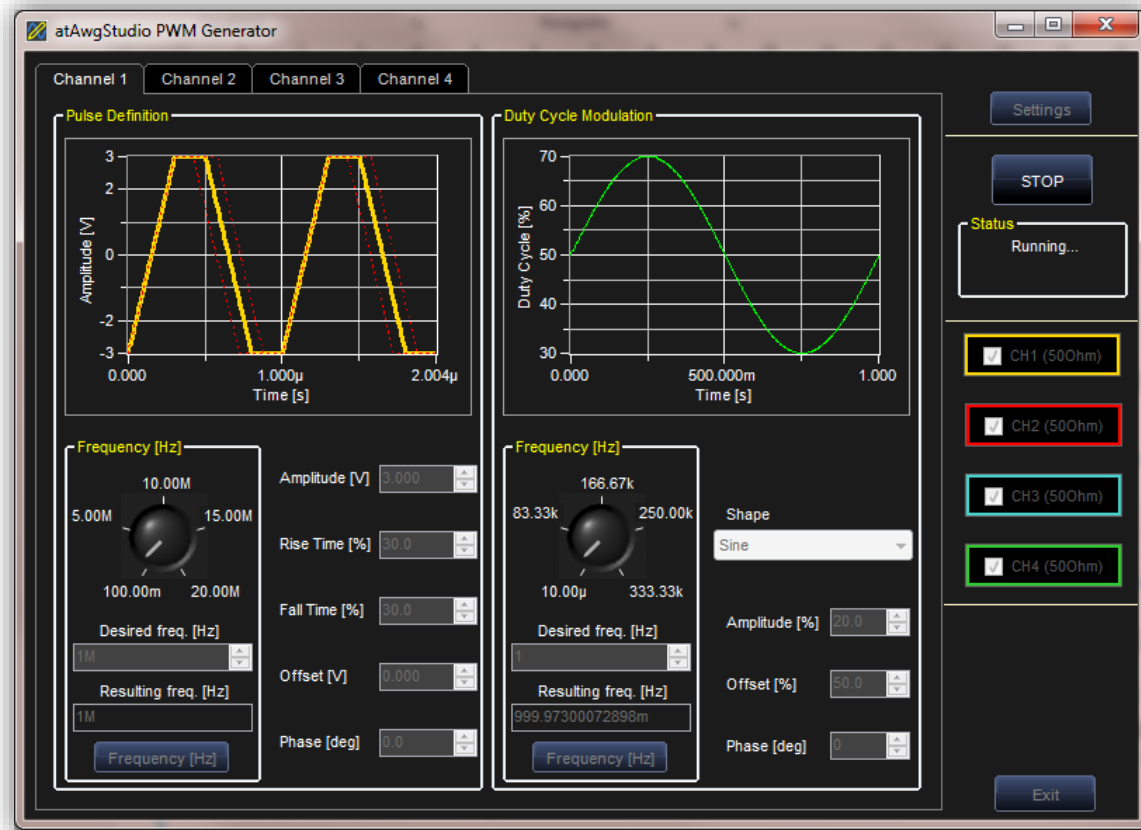 atAwgStudio PWM Generator
Channel 1 Channel 2 Channel 3 Channel 4
Settings
STOP
Status
Running...
CH1 (50Ohm)
CH2 (50Ohm)
CH3 (50Ohm)
CH4 (50Ohm)
Exit
Pulse Definition
Amplitude [V]
3
2
0
-2
-3
0.000 1.000µ 2.004µ
Time [s]
Frequency [Hz]
10.00M
5.00M 15.00M
100.00m 20.00M
Desired freq. [Hz]
1M
Resulting freq. [Hz]
1M
Frequency [Hz]
Amplitude [V] 3.000
Rise Time [%] 30.0
Fall Time [%] 30.0
Offset [V] 0.000
Phase [deg] 0.0
Duty Cycle Modulation
Duty Cycle [%]
70
60
50
40
30
0.000 500.000m 1.000
Time [s]
Frequency [Hz]
166.67k
83.33k 250.00k
10.00µ 333.33k
Desired freq. [Hz]
1
Resulting freq. [Hz]
999.97300072898m
Frequency [Hz]
Shape
Sine
Amplitude [%] 20.0
Offset [%] 50.0
Phase [deg] 0